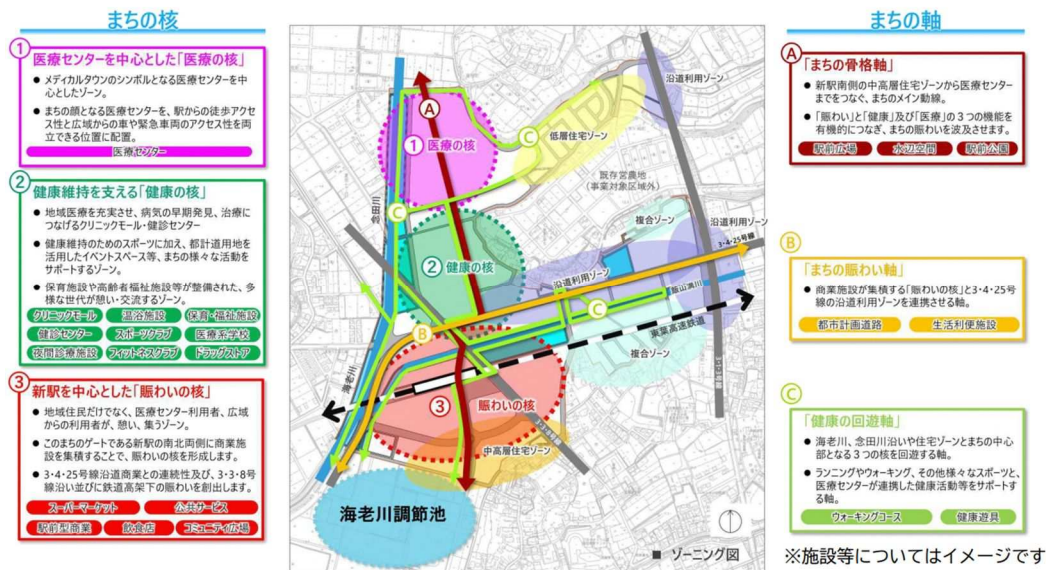 まちの核
① 医療センターを中心とした「医療の核」
● メディカルタウンのシンボルとなる医療センターを中
心としたゾーン。
● まちの顔となる医療センターを、駅からの徒歩アクセ
ス性と広域からの車や緊急車両のアクセス性を両
立できる位置に配置。
医療センター
② 健康維持を支える「健康の核」
● 地域医療を充実させ、病気の早期発見、治療に
つなげるクリニックモール・健診センター
● 健康維持のためのスポーツに加え、都計道用地を
活用したイベントスペース等、まちの様々な活動を
サポートするゾーン。
● 保育施設や高齢者福祉施設等が整備された、多
様な世代が憩い・交流するゾーン。
クリニックモール 温浴施設 保育・福祉施設
健診センター スポーツクラブ 医療系学校
夜間診療施設 フィットネスクラブ ドラッグストア
③ 新駅を中心とした「賑わいの核」
● 地域住民だけでなく、医療センター利用者、広域
からの利用者が、憩い、集うゾーン。
● このまちのゲートである新駅の南北両側に商業施
設を集積することで、賑わいの核を形成します。
● 3・4・25号線沿道商業との連続性及び、3・3・8号
線沿い並びに鉄道高架下の賑わいを創出します。
スーパーマーケット 公共サービス
駅前型商業 飲食店 コミュニティ広場
沿道利用ゾーン
A
C
① 医療の核
低層住宅ゾーン
既存営農地
(事業対象区域外)
念田川
C
複合ゾーン
沿道利用ゾーン
3・4・25号線
② 健康の核
沿道利用ゾーン
飯山満川
C
B
東葉高速鉄道
複合ゾーン
3・3・7号線
海老川
③ 賑わいの核
3・3・8号線
中高層住宅ゾーン
海老川調節池
■ ゾーニング図
まちの軸
A
「まちの骨格軸」
● 新駅南側の中高層住宅ゾーンから医療センター
までをつなぐ、まちのメイン動線。
● 「賑わい」と「健康」及び「医療」の3つの機能を
有機的につなぎ、まちの賑わいを波及させます。
駅前広場 水辺空間 駅前公園
B
「まちの賑わい軸」
● 商業施設が集積する「賑わいの核」と3・4・25号
線の沿道利用ゾーンを連携させる軸。
都市計画道路 生活利便施設
C
「健康の回遊軸」
● 海老川、念田川沿いや住宅ゾーンとまちの中心
部となる3つの核を回遊する軸。
● ランニングやウォーキング、その他様々なスポーツと、
医療センターが連携した健康活動等をサポートす
る軸。
ウォーキングコース 健康遊具
※施設等についてはイメージです